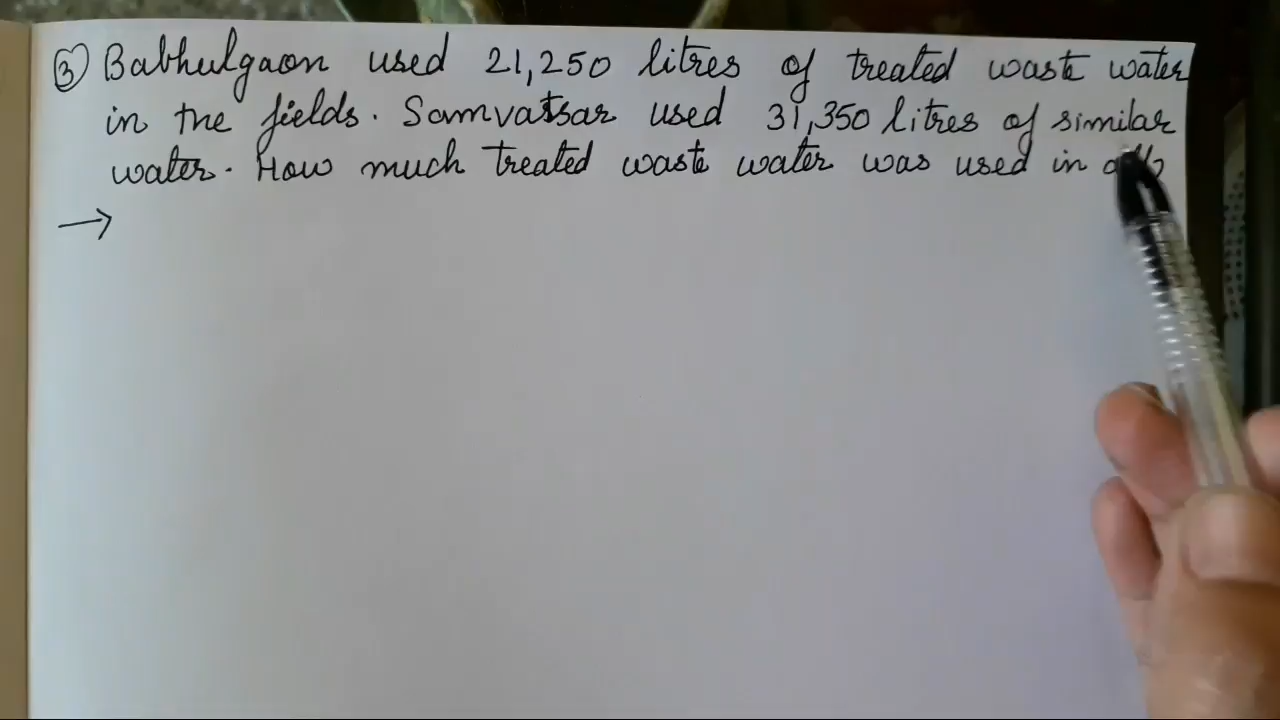 ③ Babhulgaon used 21,250 litres of treated waste water
in the fields. Samvatsar used 31,350 litres of similar
water. How much treated waste water was used in
→